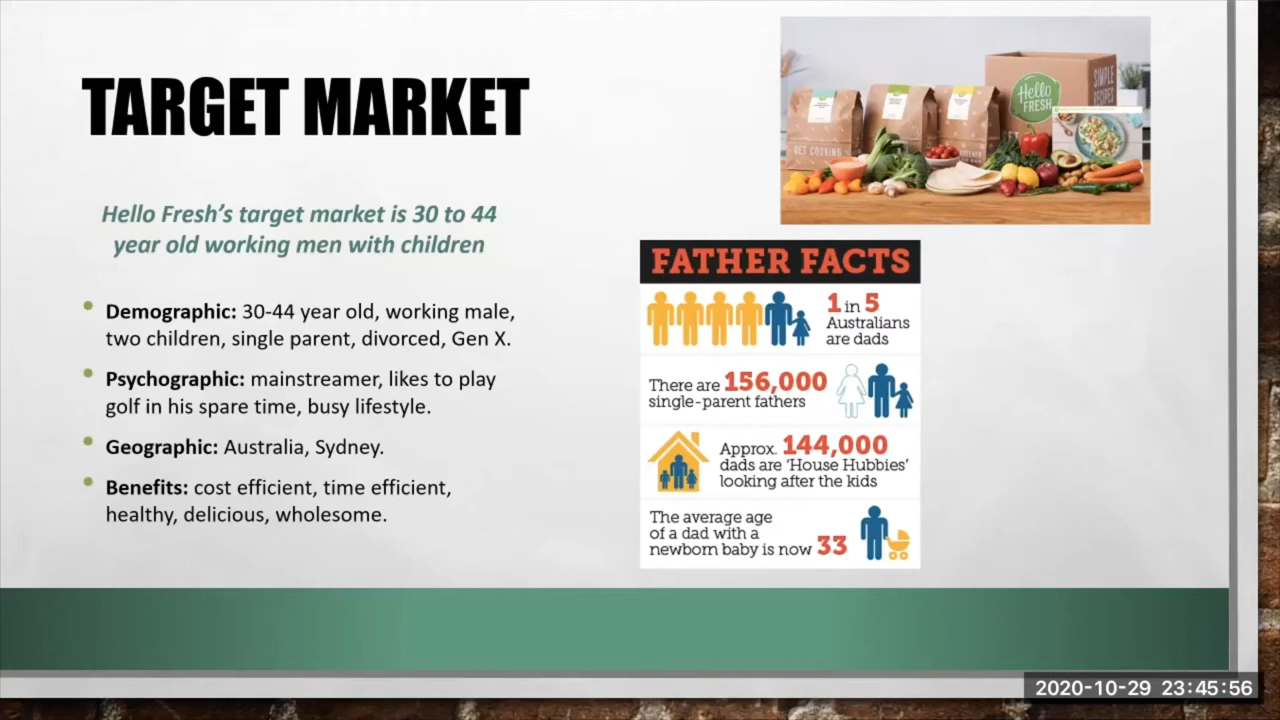 TARGET MARKET
Hello Fresh's target market is 30 to 44
year old working men with children
Demographic: 30-44 year old, working male,
two children, single parent, divorced, Gen X.
Psychographic: mainstreamer, likes to play
golf in his spare time, busy lifestyle.
Geographic: Australia, Sydney.
Benefits: cost efficient, time efficient,
healthy, delicious, wholesome.
Hello
FRESH
SIMPLE
RECIPES
GET COOKING
GET
FATHER FACTS
1 in 5
Australians
are dads
There are 156,000
single-parent fathers
Approx. 144,000
dads are 'House Hubbies'
looking after the kids
The average age
of a dad with a
newborn baby is now 33
2020-10-29 23:45:56